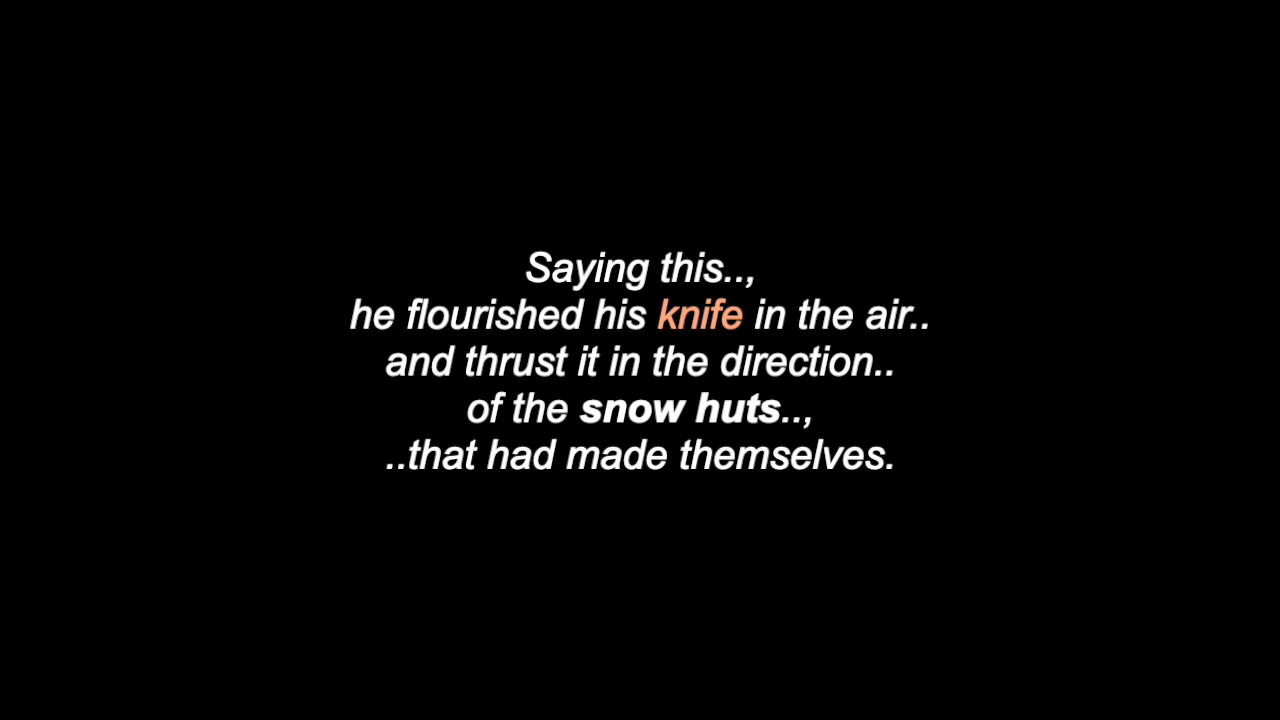 Saying this..,
he flourished his knife in the air..
and thrust it in the direction..
of the snow huts..,
..that had made themselves.